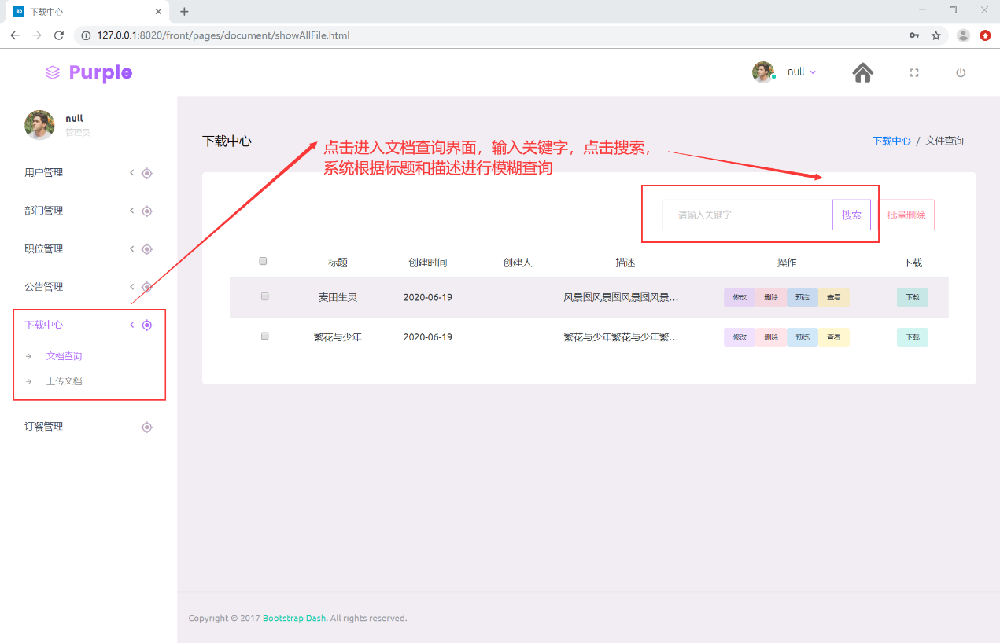 下载中心
127.0.0.1:8020/front/pages/document/showAllFile.html
Purple
null
null
管理员
用户管理
部门管理
职位管理
公告管理
下载中心
文档查询
上传文档
订餐管理
下载中心
点击进入文档查询界面，输入关键字，点击搜索，
系统根据标题和描述进行模糊查询
下载中心 / 文件查询
请输入关键字 搜索 批量删除
标题 创建时间 创建人 描述 操作 下载
麦田生灵 2020-06-19 风景图风景图风景图风景... 修改 删除 预览 查看 下载
繁花与少年 2020-06-19 繁花与少年繁花与少年繁... 修改 删除 预览 查看 下载
Copyright © 2017 Bootstrap Dash. All rights reserved.